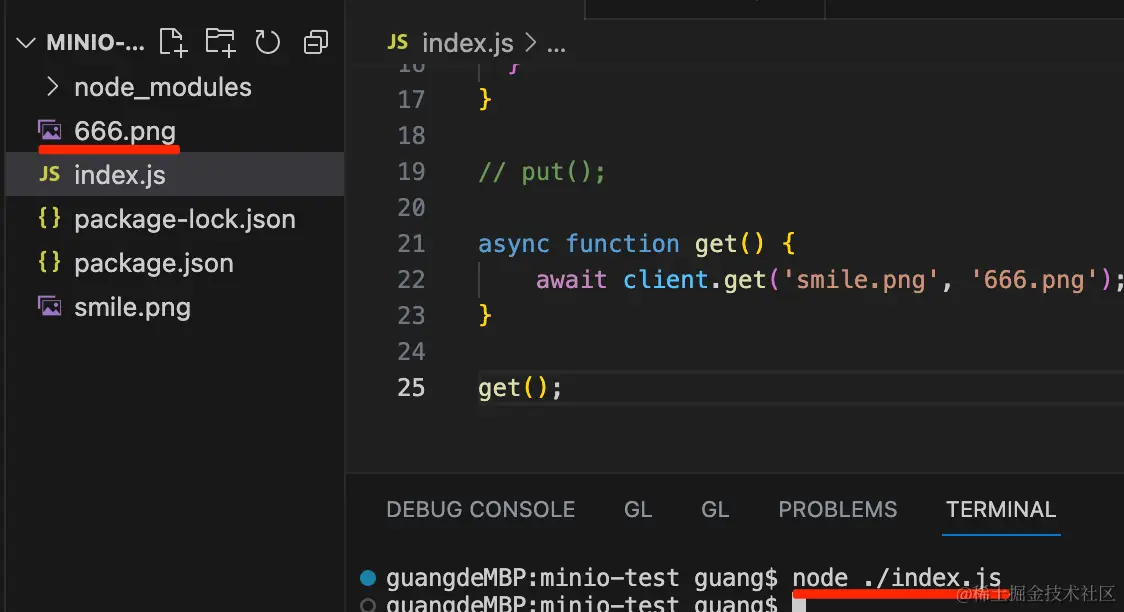 MINIO-...
node_modules
666.png
JS index.js
{} package-lock.json
{} package.json
smile.png
JS index.js > ...
16 }
17 }
18
19 // put();
20
21 async function get() {
22 await client.get('smile.png', '666.png');
23 }
24
25 get();
DEBUG CONSOLE GL GL PROBLEMS TERMINAL
guangdeMBP:minio-test guang$ node ./index.js
guangdeMBP:minio-test guang$
@稀土掘金技术社区